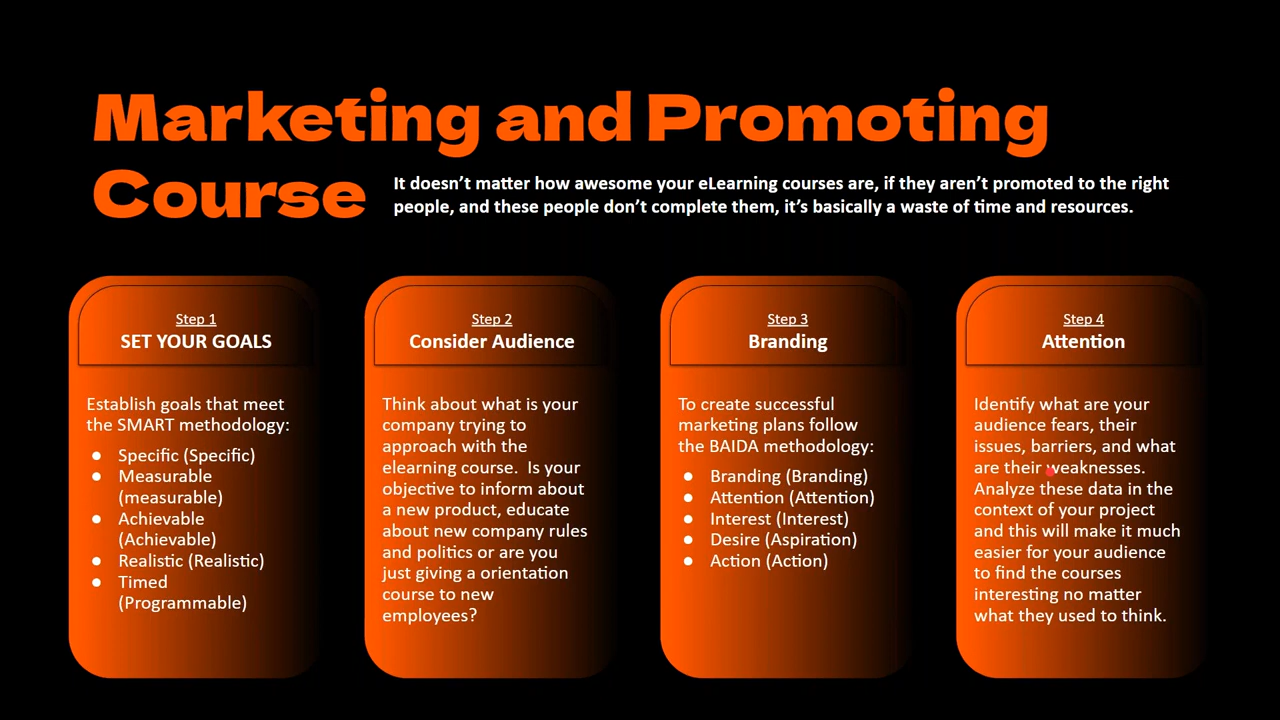 Marketing and Promoting
Course
It doesn't matter how awesome your eLearning courses are, if they aren't promoted to the right
people, and these people don't complete them, it's basically a waste of time and resources.
Step 1
SET YOUR GOALS
Establish goals that meet
the SMART methodology:
● Specific (Specific)
● Measurable
(measurable)
● Achievable
(Achievable)
● Realistic (Realistic)
● Timed
(Programmable)
Step 2
Consider Audience
Think about what is your
company trying to
approach with the
elearning course.  Is your
objective to inform about
a new product, educate
about new company rules
and politics or are you
just giving a orientation
course to new
employees?
Step 3
Branding
To create successful
marketing plans follow
the BAIDA methodology:
● Branding (Branding)
● Attention (Attention)
● Interest (Interest)
● Desire (Aspiration)
● Action (Action)
Step 4
Attention
Identify what are your
audience fears, their
issues, barriers, and what
are their weaknesses.
Analyze these data in the
context of your project
and this will make it much
easier for your audience
to find the courses
interesting no matter
what they used to think.